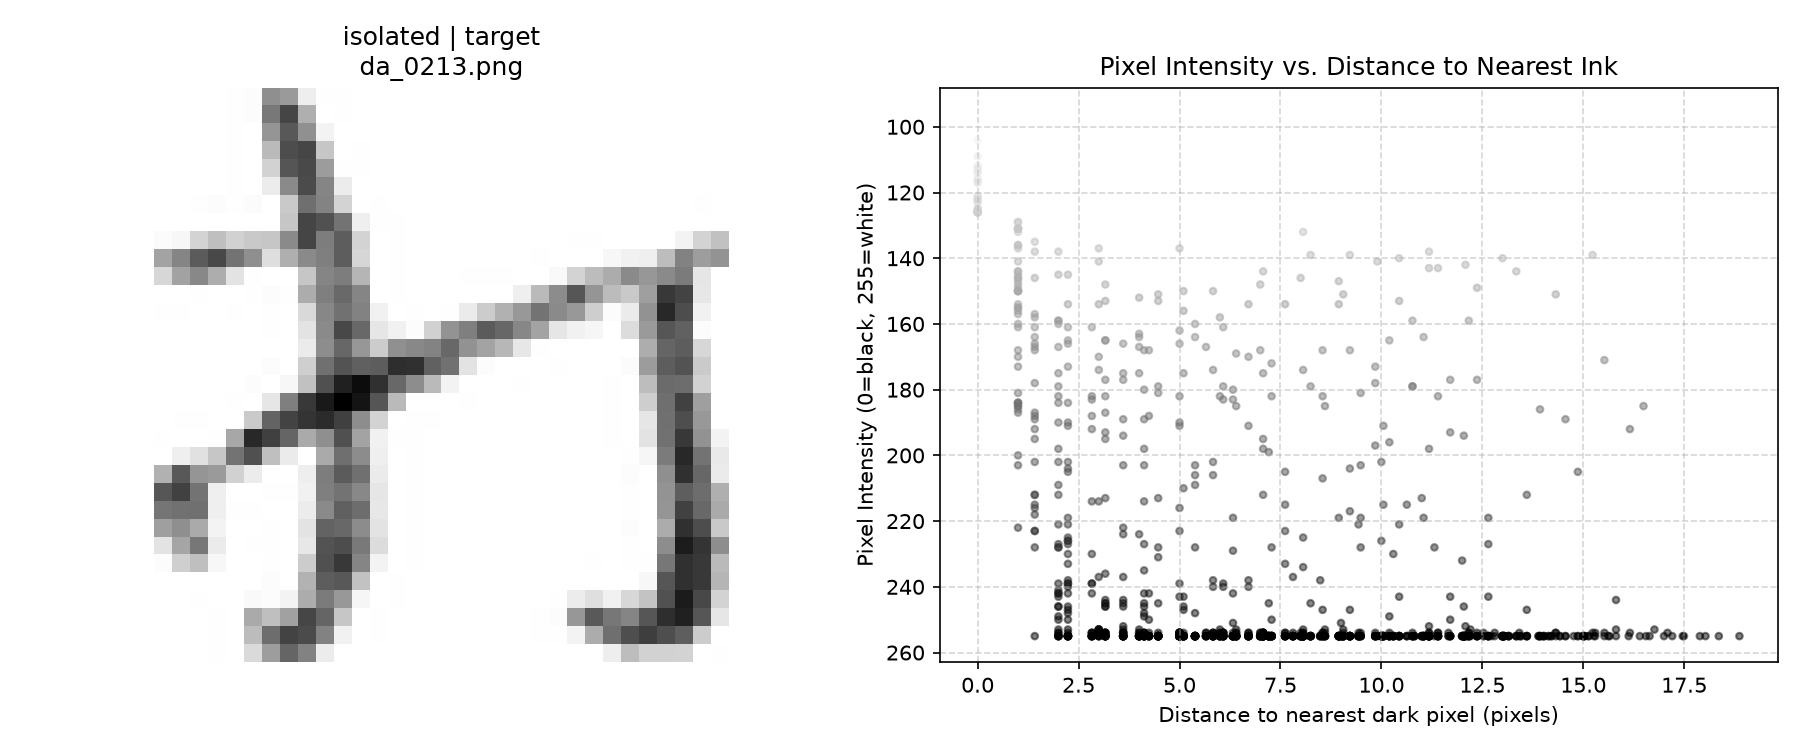 isolated | target
da_0213.png
Pixel Intensity vs. Distance to Nearest Ink
Pixel Intensity (0=black, 255=white)
100
120
140
160
180
200
220
240
260
0.0 2.5 5.0 7.5 10.0 12.5 15.0 17.5
Distance to nearest dark pixel (pixels)